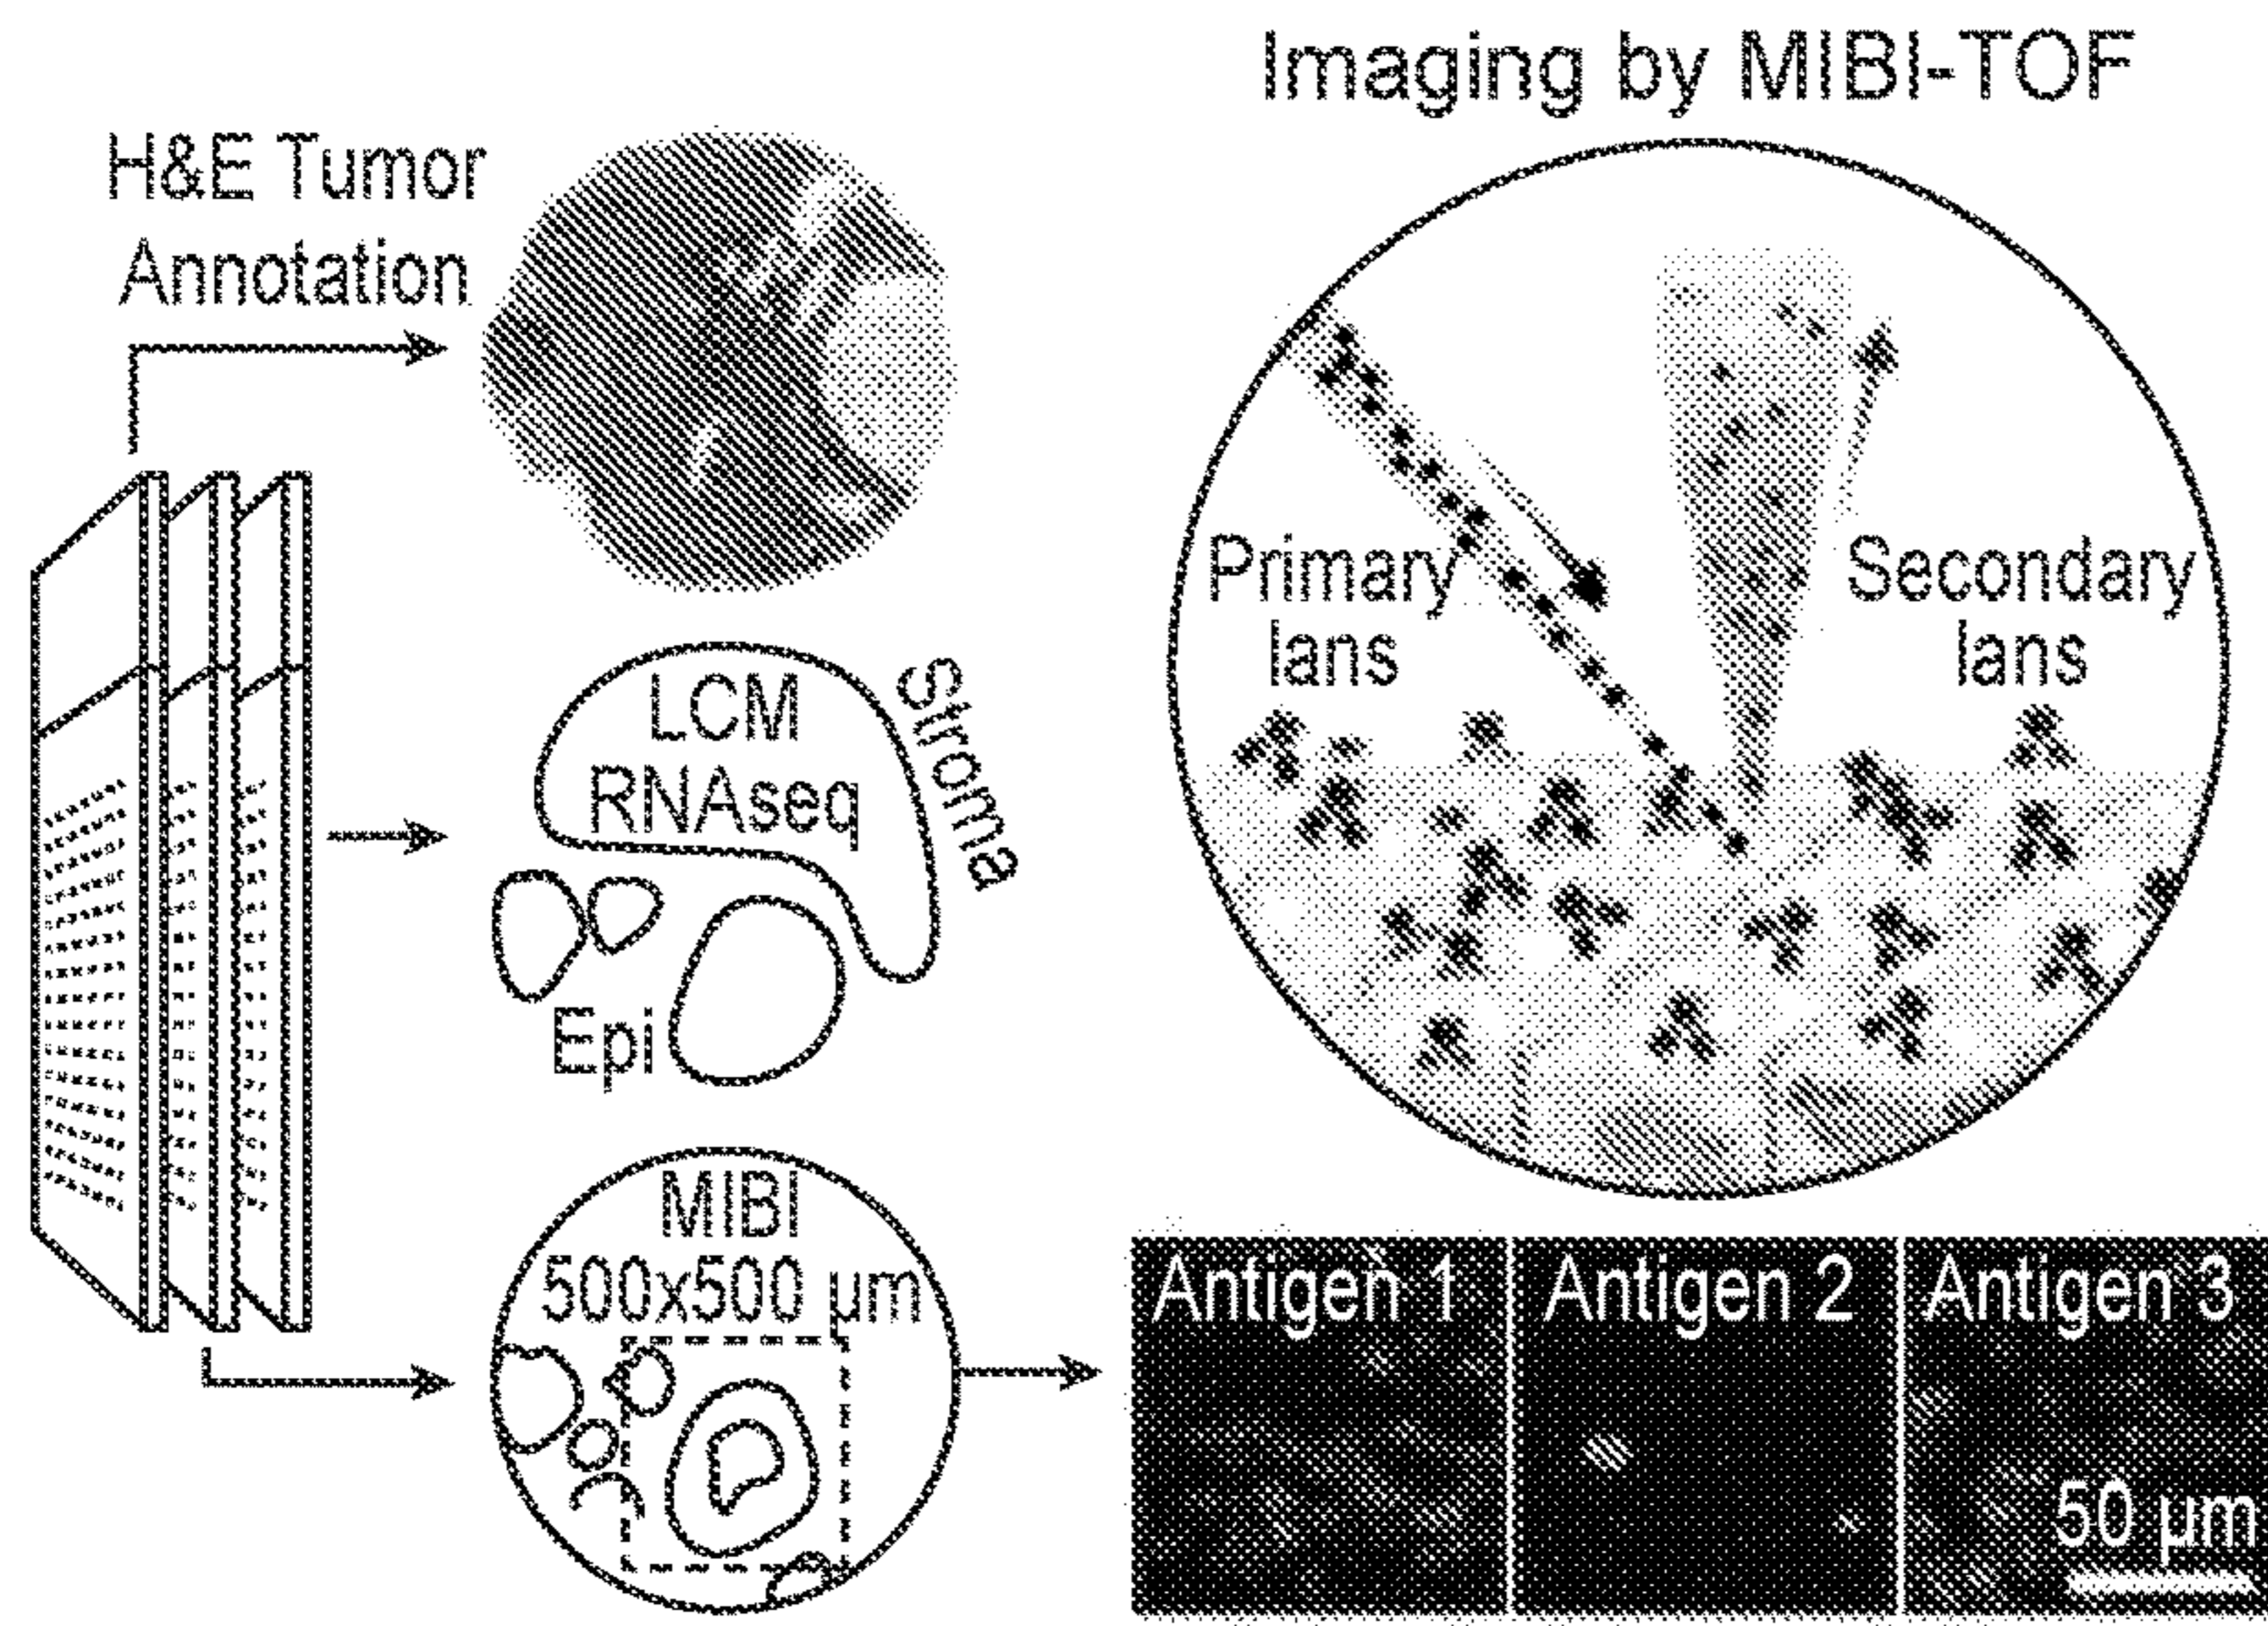 Imaging by MIBI-TOF
H&E Tumor
Annotation
Primary
lans
Secondary
lans
LCM
RNAseq
Stroma
Epi
MIBI
500x500 µm
Antigen 1
Antigen 2
Antigen 3
50 µm